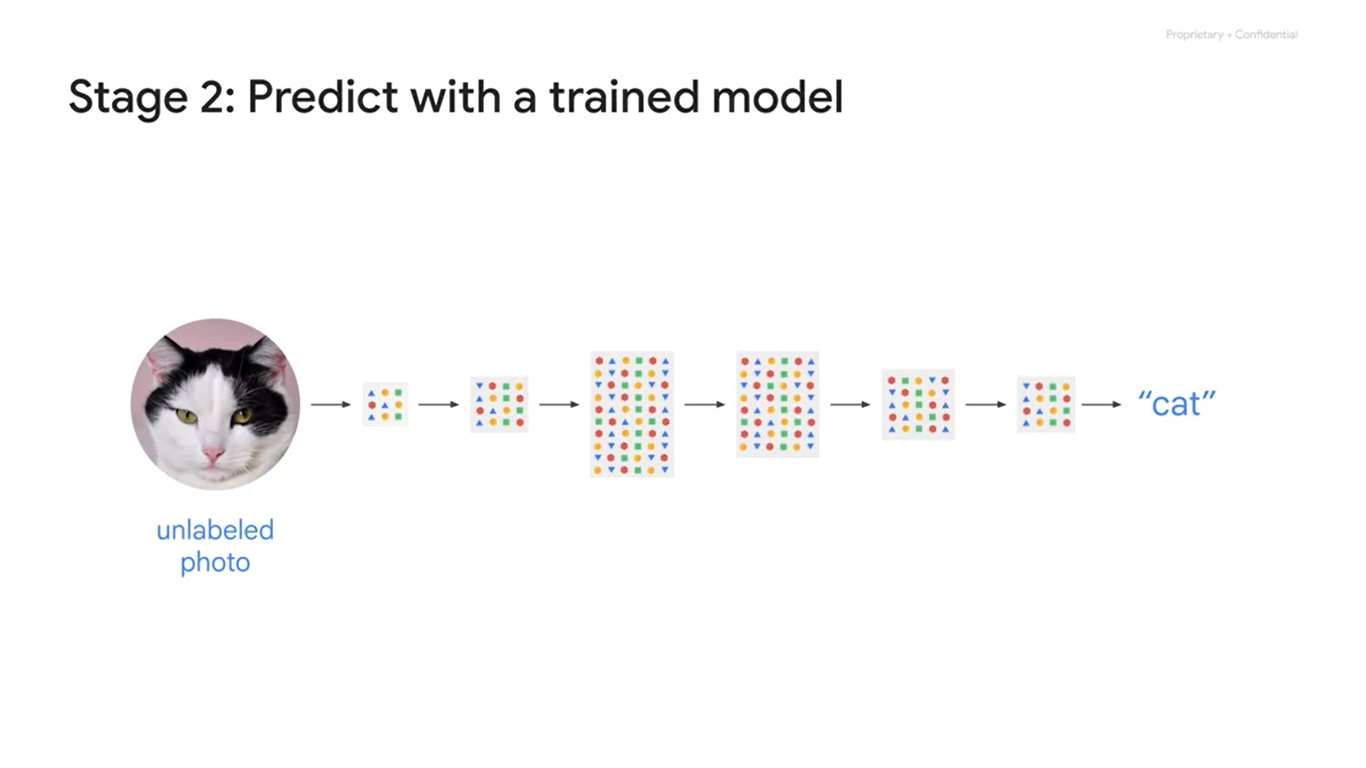 Proprietary • Confidential
Stage 2: Predict with a trained model
“cat”
unlabeled
photo